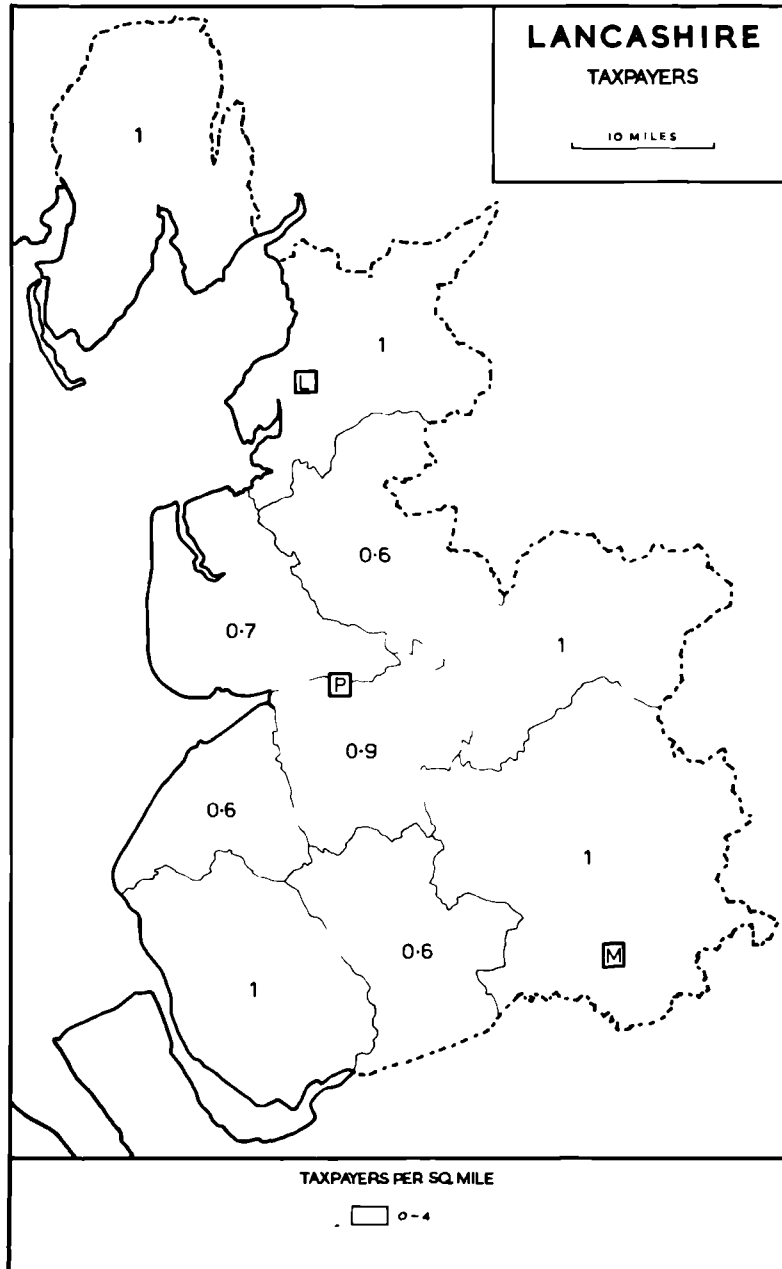 LANCASHIRE
TAXPAYERS
10 MILES
1
1
L
0·6
0·7
1
P
0·9
0·6
1
M
0·6
1
TAXPAYERS PER SQ. MILE
0-4